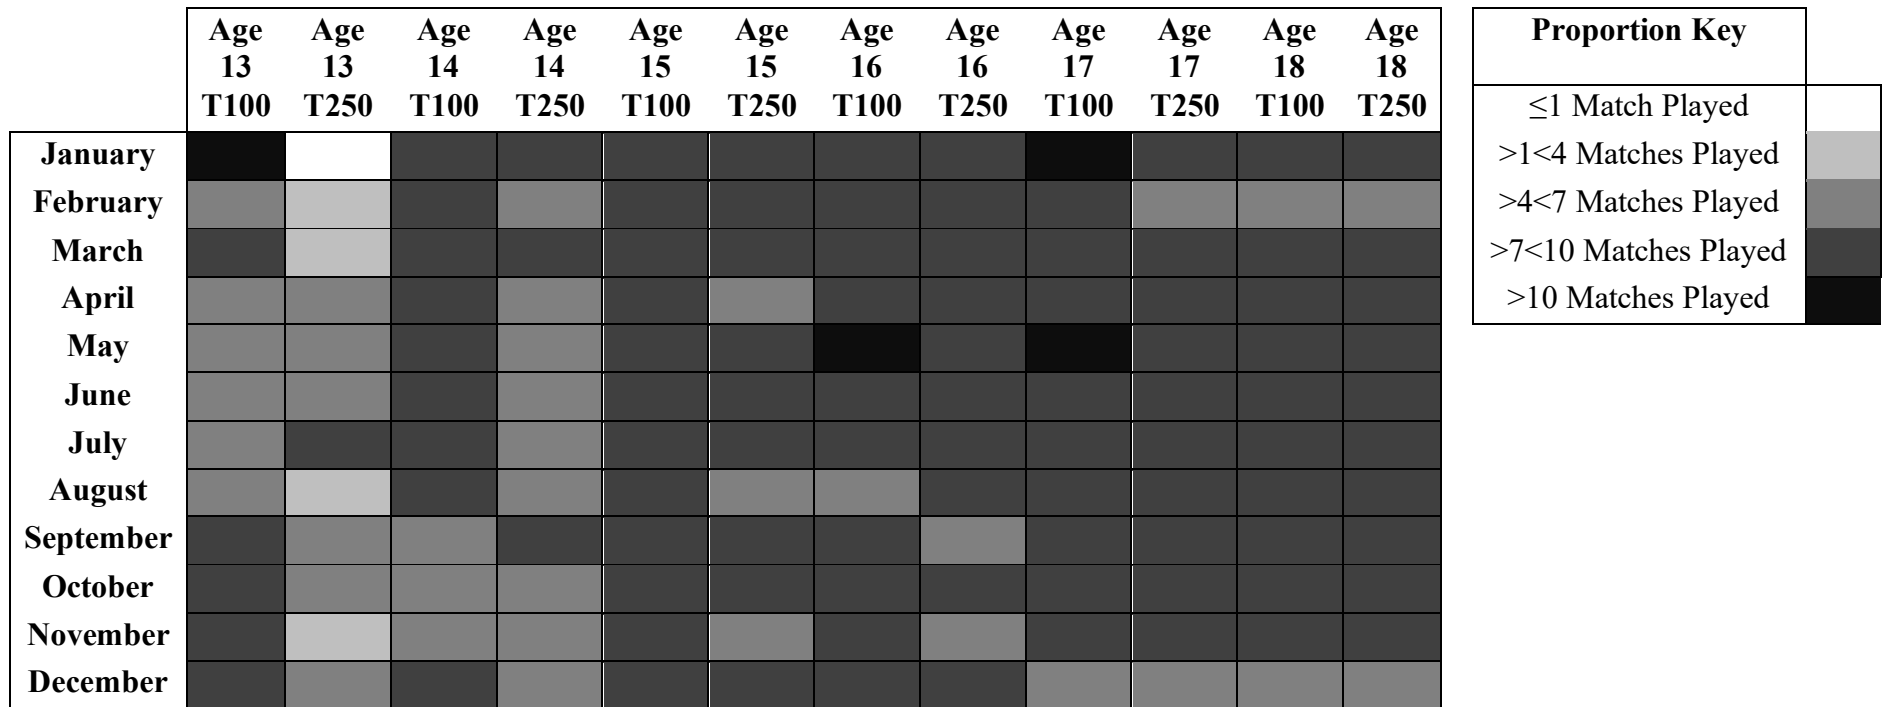 Age Age Age Age Age Age Age Age Age Age Age Age
13 13 14 14 15 15 16 16 17 17 18 18
T100 T250 T100 T250 T100 T250 T100 T250 T100 T250 T100 T250
January
February
March
April
May
June
July
August
September
October
November
December
Proportion Key
≤1 Match Played
>1<4 Matches Played
>4<7 Matches Played
>7<10 Matches Played
>10 Matches Played